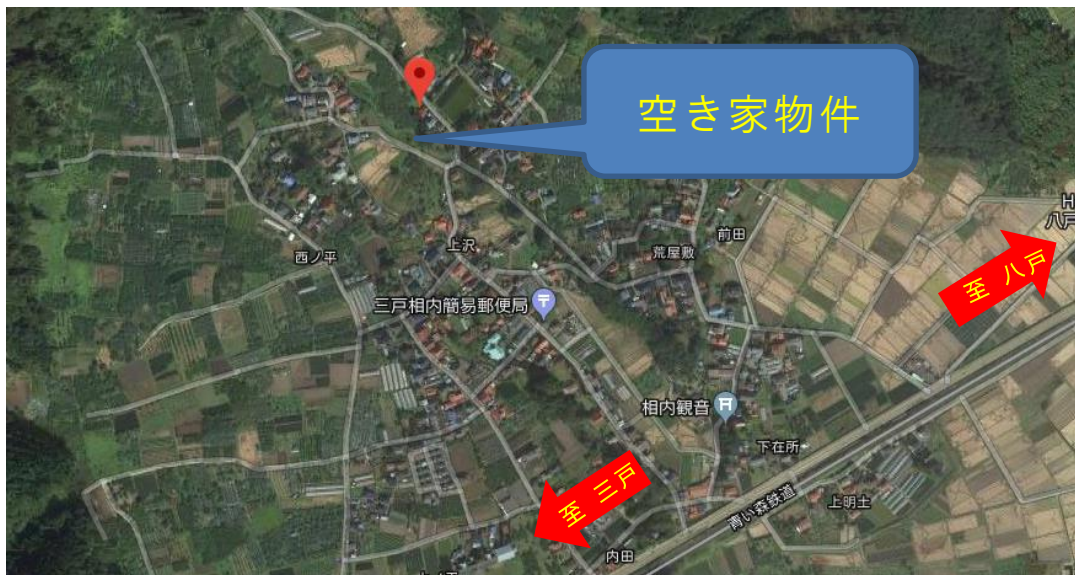 空き家物件
H
八戸
至 八戸
前田
荒屋敷
上沢
西ノ平
三戸相内簡易郵便局
相内観音
下在所
至 三戸
上明土
青い森鉄道
内田